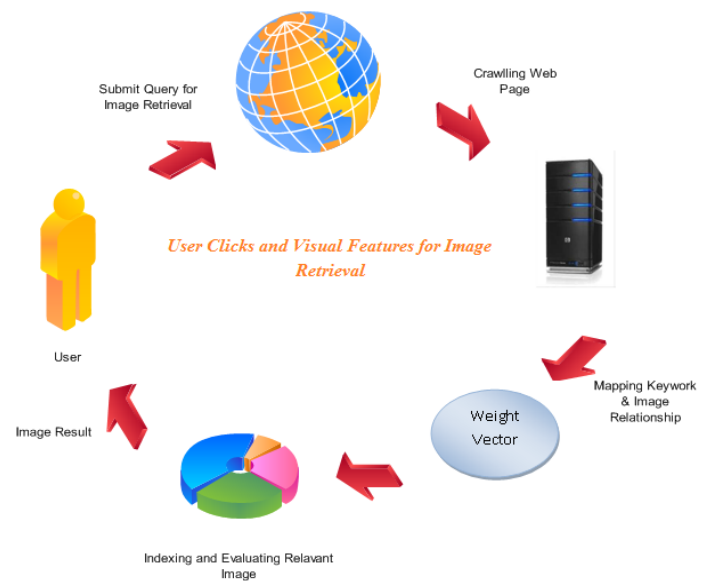 Submit Query for
Image Retrieval
Crawlling Web
Page
User Clicks and Visual Features for Image
Retrieval
User
Mapping Keywork
& Image
Relationship
Weight
Vector
Image Result
Indexing and Evaluating Relavant
Image